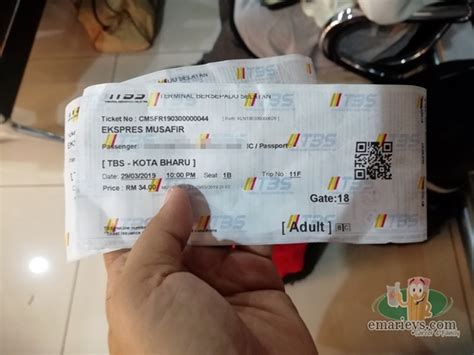 TBS
TERMINAL BERSEPADU SELATAN
Ticket No : CMSFR190300000044
EKSPRES MUSAFIR
Passenger IC / Passport
[ TBS - KOTA BHARU ]
Date : 29/03/2019 10:00 PM Seat : 1B Trip No : 11F
Price : RM 34.00
Gate:18
[ Adult ]
emarieys.com